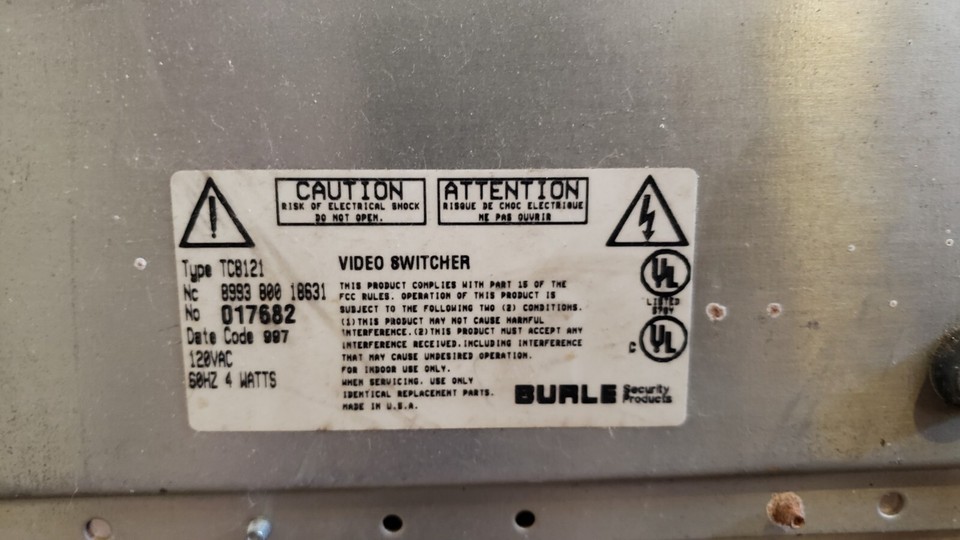 CAUTION
RISK OF ELECTRICAL SHOCK
DO NOT OPEN.
ATTENTION
RISQUE DE CHOC ELECTRIQUE
NE PAS OUVRIR
Type TC8121
Nc 8993 800 18631
No 017682
Date Code 997
120VAC
60HZ 4 WATTS
VIDEO SWITCHER
THIS PRODUCT COMPLIES WITH PART 15 OF THE
FCC RULES. OPERATION OF THIS PRODUCT IS
SUBJECT TO THE FOLLOWING TWO (2) CONDITIONS.
(1)THIS PRODUCT MAY NOT CAUSE HARMFUL
INTERFERENCE.(2)THIS PRODUCT MUST ACCEPT ANY
INTERFERENCE RECEIVED.INCLUDING INTERFERENCE
THAT MAY CAUSE UNDESIRED OPERATION.
FOR INDOOR USE ONLY.
WHEN SERVICING. USE ONLY
IDENTICAL REPLACEMENT PARTS.
MADE IN U.S.A.
UL
LISTED
C UL
BURLE Security
Products